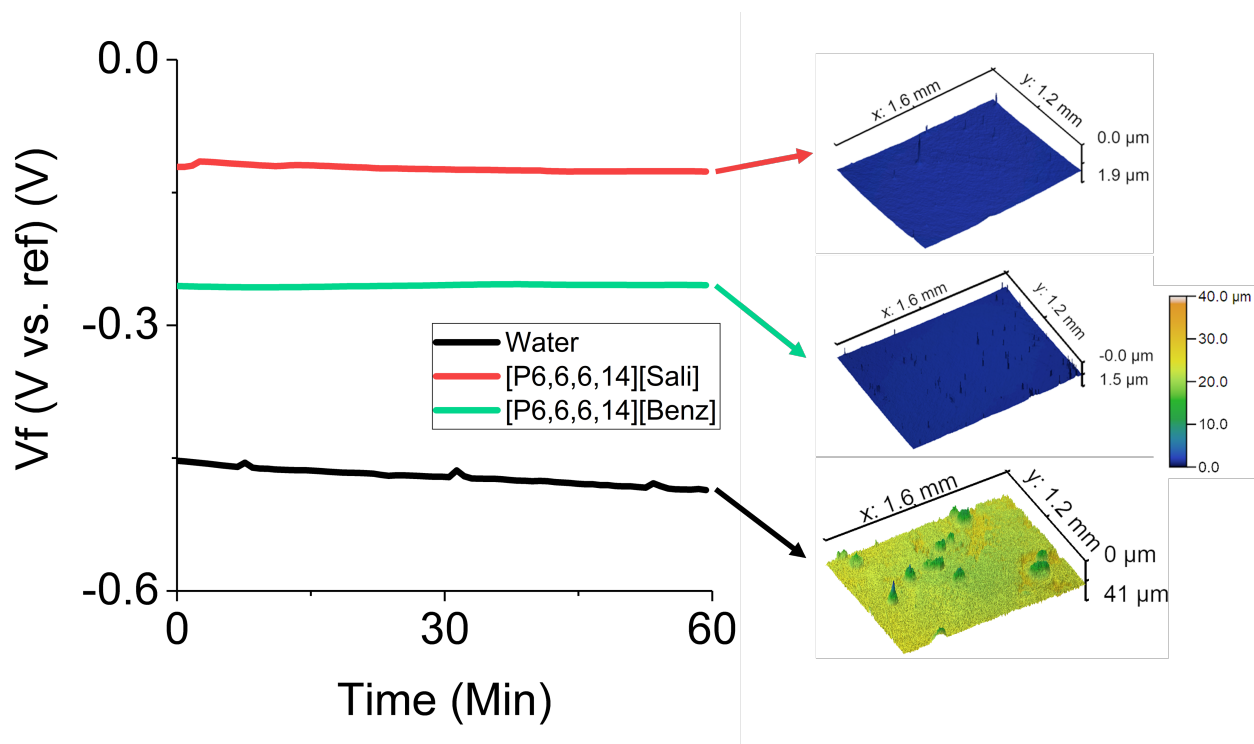 0.0
-0.3
-0.6
Vf (V vs. ref) (V)
0
30
60
Time (Min)
Water
[P6,6,6,14][Sali]
[P6,6,6,14][Benz]
x: 1.6 mm
y: 1.2 mm
0.0 µm
1.9 µm
x: 1.6 mm
y: 1.2 mm
-0.0 µm
1.5 µm
x: 1.6 mm
y: 1.2 mm
0 µm
41 µm
40.0 µm
30.0
20.0
10.0
0.0